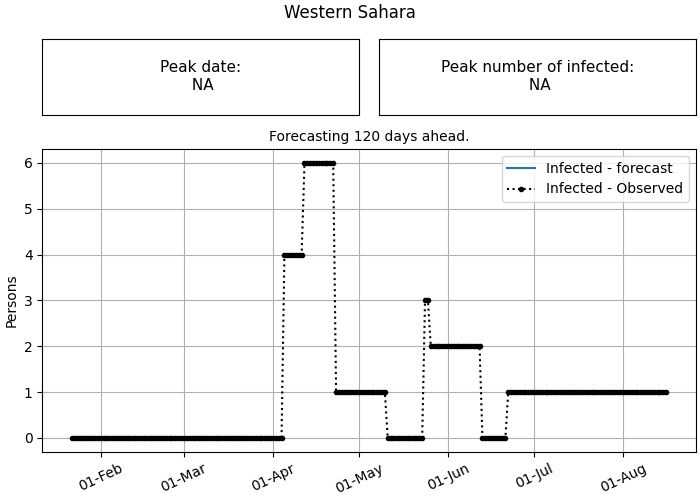 Western Sahara
Peak date:
NA
Peak number of infected:
NA
Forecasting 120 days ahead.
Infected - forecast
Infected - Observed
Persons
6
5
4
3
2
1
0
01-Feb
01-Mar
01-Apr
01-May
01-Jun
01-Jul
01-Aug